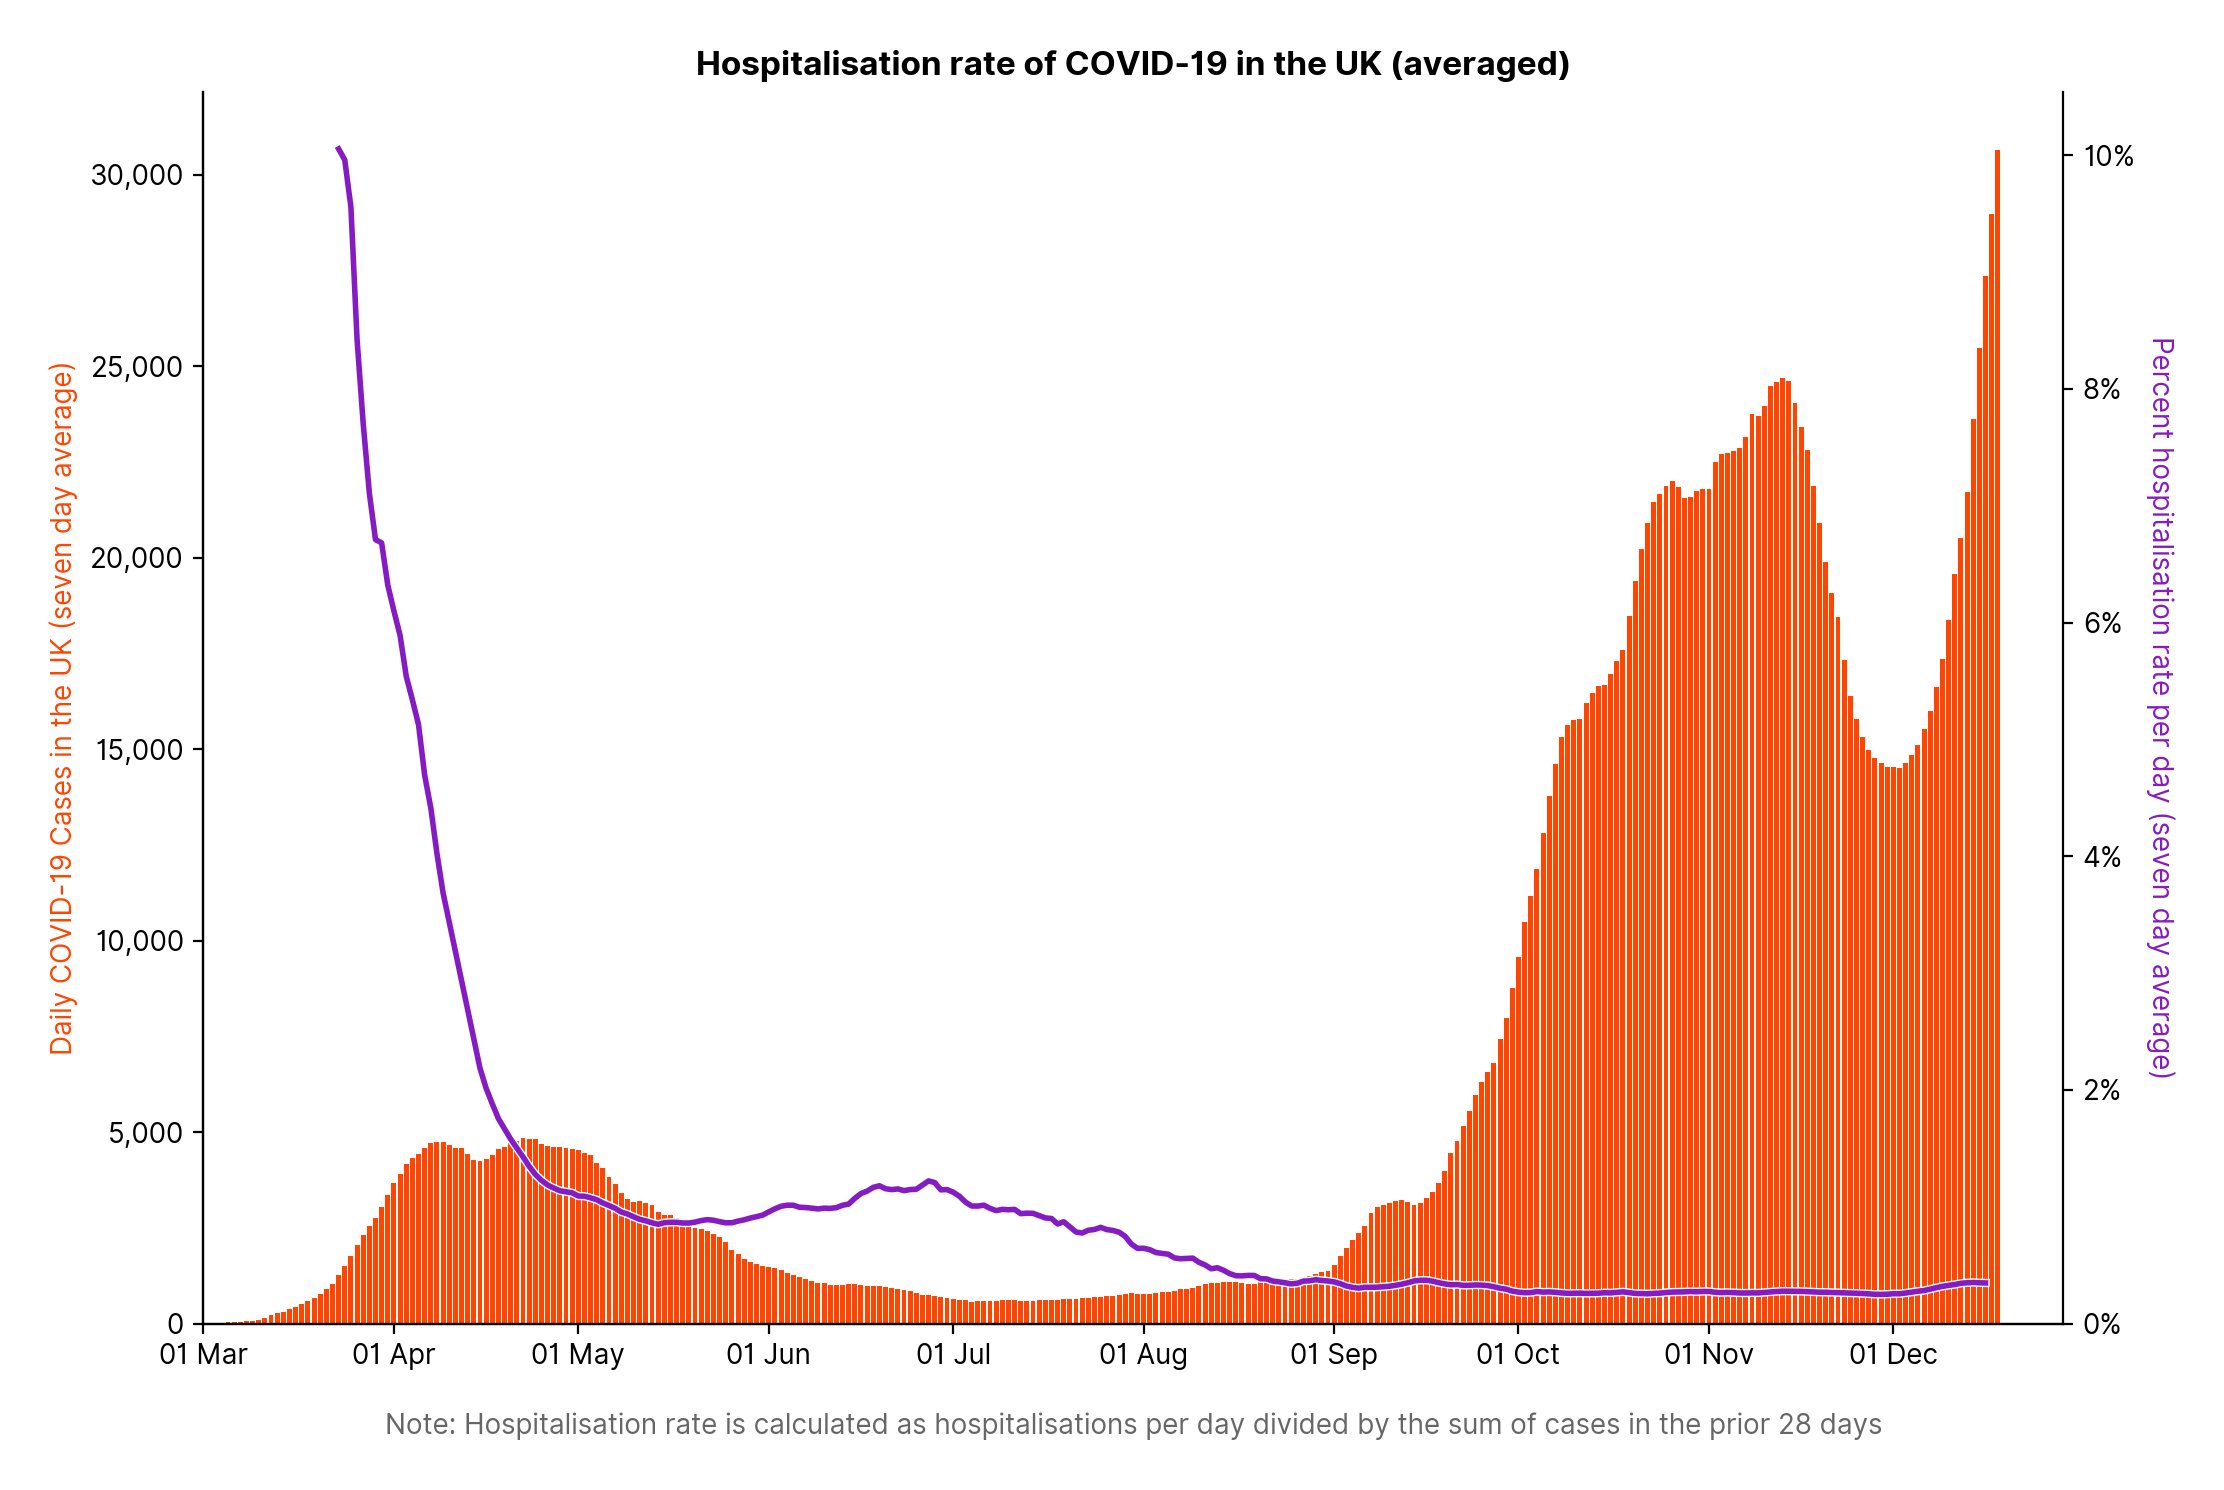 Hospitalisation rate of COVID-19 in the UK (averaged)
Daily COVID-19 Cases in the UK (seven day average)
30,000
25,000
20,000
15,000
10,000
5,000
0
10%
8%
6%
4%
2%
0%
Percent hospitalisation rate per day (seven day average)
01 Mar
01 Apr
01 May
01 Jun
01 Jul
01 Aug
01 Sep
01 Oct
01 Nov
01 Dec
Note: Hospitalisation rate is calculated as hospitalisations per day divided by the sum of cases in the prior 28 days